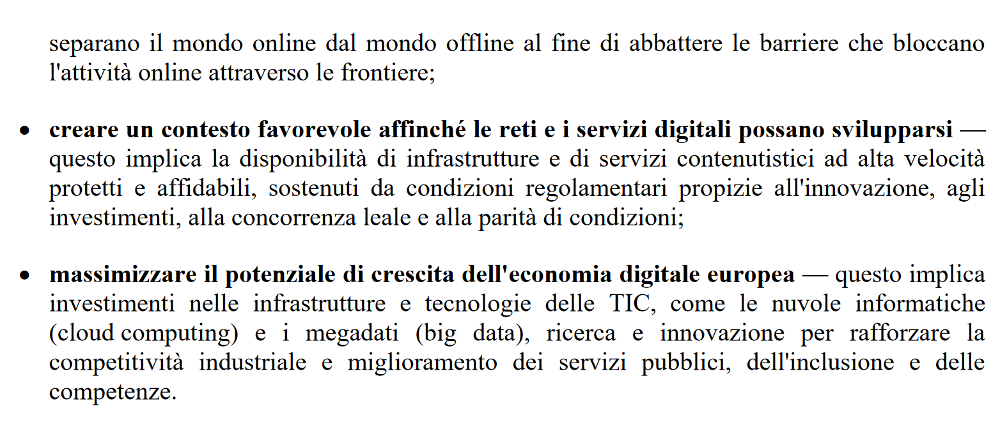 separano il mondo online dal mondo offline al fine di abbattere le barriere che bloccano
l'attività online attraverso le frontiere;
• creare un contesto favorevole affinché le reti e i servizi digitali possano svilupparsi —
questo implica la disponibilità di infrastrutture e di servizi contenutistici ad alta velocità
protetti e affidabili, sostenuti da condizioni regolamentari propizie all'innovazione, agli
investimenti, alla concorrenza leale e alla parità di condizioni;
• massimizzare il potenziale di crescita dell'economia digitale europea — questo implica
investimenti nelle infrastrutture e tecnologie delle TIC, come le nuvole informatiche
(cloud computing) e i megadati (big data), ricerca e innovazione per rafforzare la
competitività industriale e miglioramento dei servizi pubblici, dell'inclusione e delle
competenze.